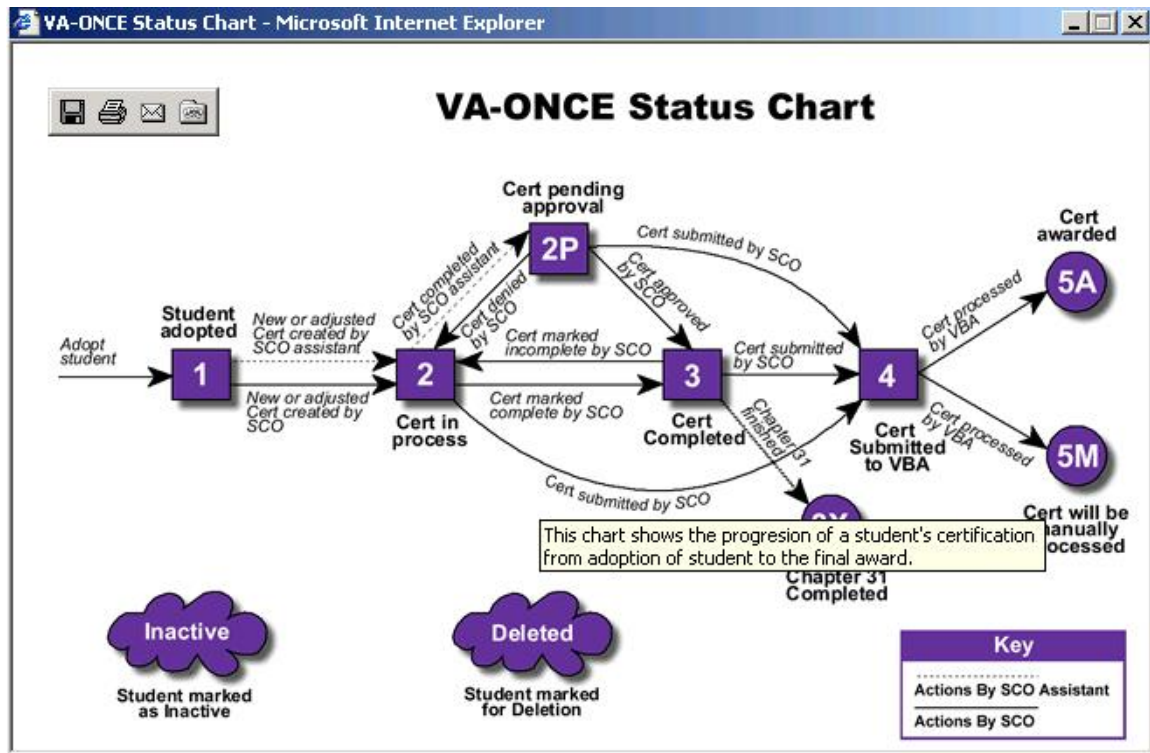 VA-ONCE Status Chart - Microsoft Internet Explorer
VA-ONCE Status Chart
Cert pending
approval
2P
Cert submitted by SCO
Cert
awarded
5A
Cert completed
by SCO assistant
Cert denied
by SCO
Cert approved
by SCO
Cert processed
by VBA
Adopt
student
Student
adopted
1
New or adjusted
Cert created by
SCO assistant
New or adjusted
Cert created by
SCO
2
Cert in
process
Cert marked
incomplete by SCO
Cert marked
complete by SCO
3
Cert
Completed
Cert submitted
by SCO
4
Cert
Submitted
to VBA
Cert processed
by VBA
5M
Cert will be
Chapter 31
finished
Cert submitted by SCO
This chart shows the progresion of a student's certification
from adoption of student to the final award.
Chapter 31
Completed
Inactive
Student marked
as Inactive
Deleted
Student marked
for Deletion
Key
Actions By SCO Assistant
Actions By SCO